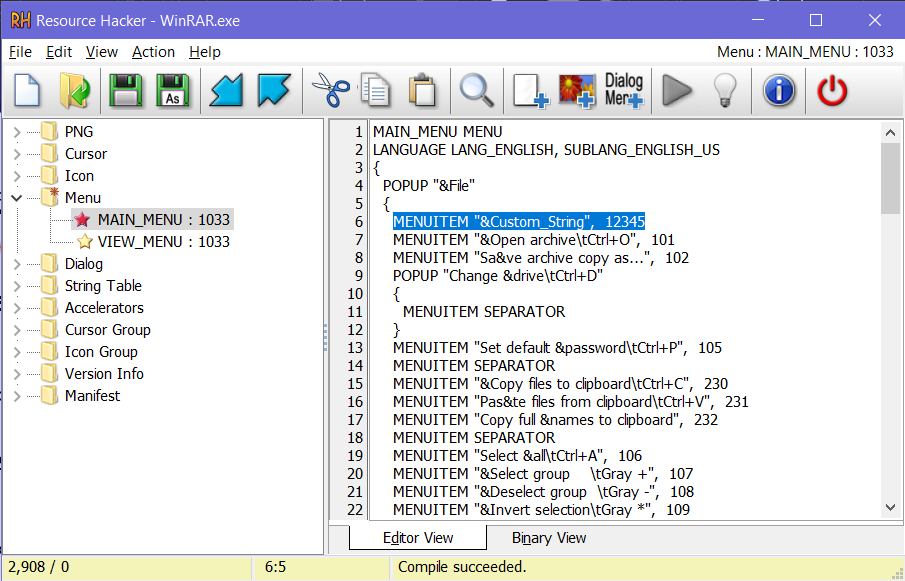 RH Resource Hacker - WinRAR.exe
File Edit View Action Help Menu : MAIN_MENU : 1033
As Dialog
Menu
PNG
Cursor
Icon
Menu
MAIN_MENU : 1033
VIEW_MENU : 1033
Dialog
String Table
Accelerators
Cursor Group
Icon Group
Version Info
Manifest
1 MAIN_MENU MENU
2 LANGUAGE LANG_ENGLISH, SUBLANG_ENGLISH_US
3 {
4 POPUP "&File"
5 {
6 MENUITEM "&Custom_String", 12345
7 MENUITEM "&Open archive\tCtrl+O", 101
8 MENUITEM "Sa&ve archive copy as...", 102
9 POPUP "Change &drive\tCtrl+D"
10 {
11 MENUITEM SEPARATOR
12 }
13 MENUITEM "Set default &password\tCtrl+P", 105
14 MENUITEM SEPARATOR
15 MENUITEM "&Copy files to clipboard\tCtrl+C", 230
16 MENUITEM "Pas&te files from clipboard\tCtrl+V", 231
17 MENUITEM "Copy full &names to clipboard", 232
18 MENUITEM SEPARATOR
19 MENUITEM "Select &all\tCtrl+A", 106
20 MENUITEM "&Select group    \tGray +", 107
21 MENUITEM "&Deselect group  \tGray -", 108
22 MENUITEM "&Invert selection\tGray *", 109
Editor View Binary View
2,908 / 0 6:5 Compile succeeded.